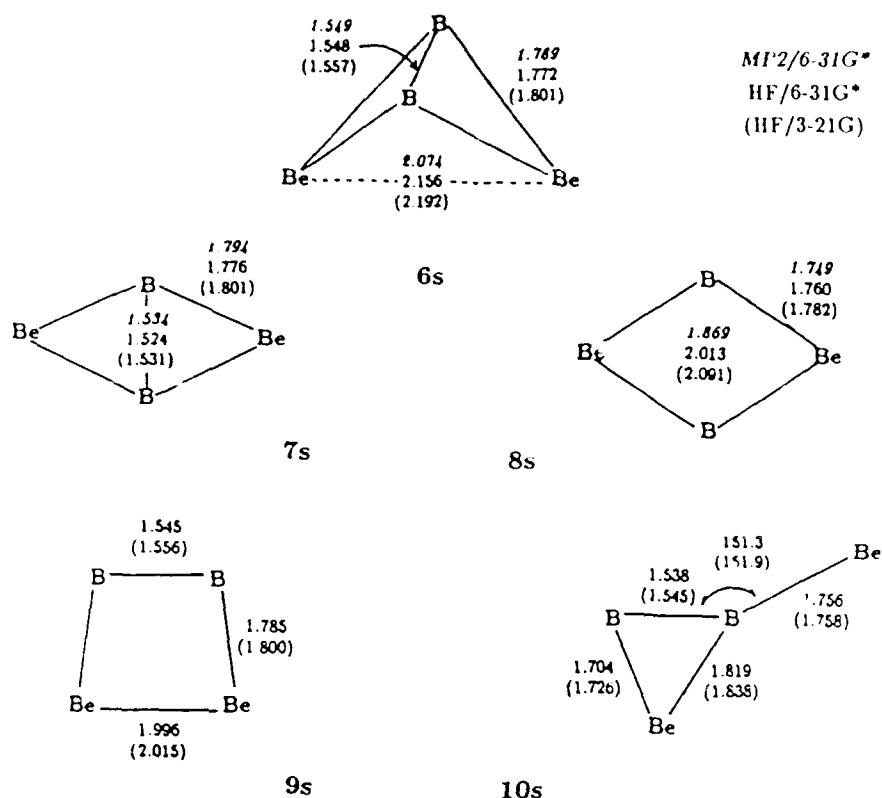 1.549
1.548
(1.557)
B
1.769
1.772
(1.801)
MP2/6-31G*
HF/6-31G*
(HF/3-21G)
B
Be
2.074
2.156
(2.192)
Be
6s
1.794
1.776
(1.801)
B
Be
1.534
1.524
(1.531)
Be
B
7s
1.749
1.760
(1.782)
B
Be
1.869
2.013
(2.091)
Be
B
8s
1.545
(1.556)
B B
1.785
(1.800)
Be Be
1.996
(2.015)
9s
151.3
(151.9)
Be
1.538
(1.545)
1.756
(1.758)
B B
1.704
(1.726)
1.819
(1.838)
Be
10s